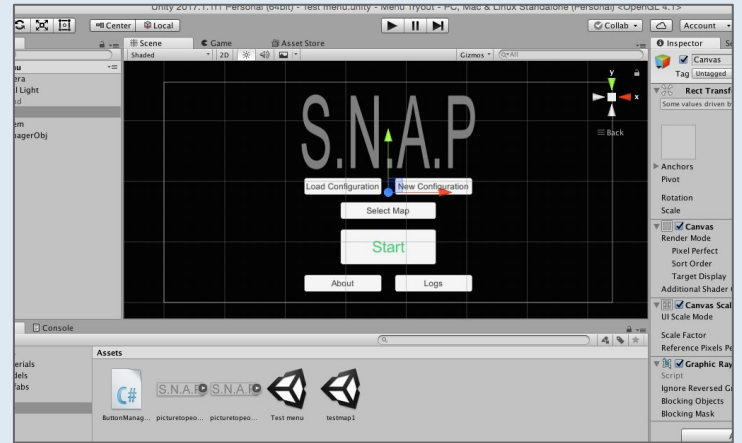 Unity 2017.1.1f1 Personal (64bit) - Test menu.unity - Menu Tryout - PC, Mac & Linux Standalone (Personal) <OpenGL 4.1>
Center Local Collab Account
Scene Game Asset Store Inspector
Shaded 2D Gizmos All
Canvas
Tag Untagged
Rect Transf
Some values driven b
Back
y
x
era
l Light
em
nagerObj
S.N.A.P
Load Configuration New Configuration
Select Map
Start
About Logs
Anchors
Pivot
Rotation
Scale
Canvas
Render Mode
Pixel Perfect
Sort Order
Target Display
Additional Shader
Canvas Scal
UI Scale Mode
Scale Factor
Reference Pixels Pe
Graphic Ray
Script
Ignore Reversed Gr
Blocking Objects
Blocking Mask
Console
Assets
erials
dels
fabs
C#
S.N.A.P S.N.A.P
ButtonManag... picturetopeo... picturetopeo... Test menu testmap1